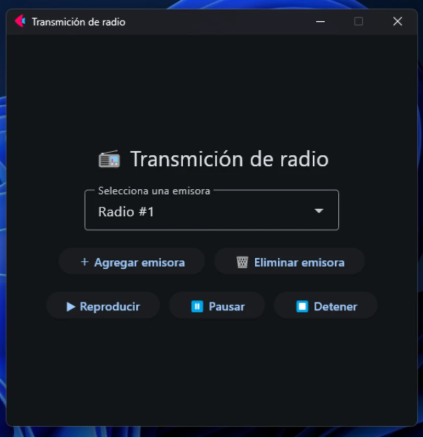 Transmición de radio
📻 Transmición de radio
Selecciona una emisora
Radio #1
+ Agregar emisora 🗑 Eliminar emisora
▶ Reproducir ⏸ Pausar ⏹ Detener